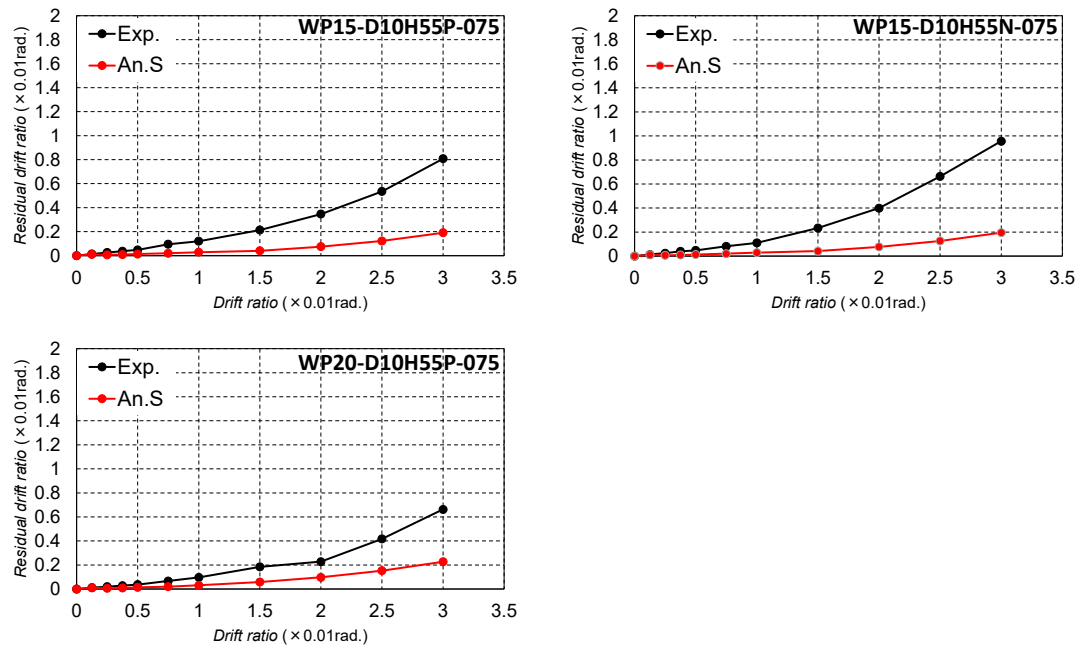 WP15-D10H55P-075
Exp.
An.S
2
1.8
1.6
1.4
1.2
1
0.8
0.6
0.4
0.2
0
0 0.5 1 1.5 2 2.5 3 3.5
Residual drift ratio (×0.01rad.)
Drift ratio (×0.01rad.)
WP15-D10H55N-075
Exp.
An.S
2
1.8
1.6
1.4
1.2
1
0.8
0.6
0.4
0.2
0
0 0.5 1 1.5 2 2.5 3 3.5
Residual drift ratio (×0.01rad.)
Drift ratio (×0.01rad.)
WP20-D10H55P-075
Exp.
An.S
2
1.8
1.6
1.4
1.2
1
0.8
0.6
0.4
0.2
0
0 0.5 1 1.5 2 2.5 3 3.5
Residual drift ratio (×0.01rad.)
Drift ratio (×0.01rad.)